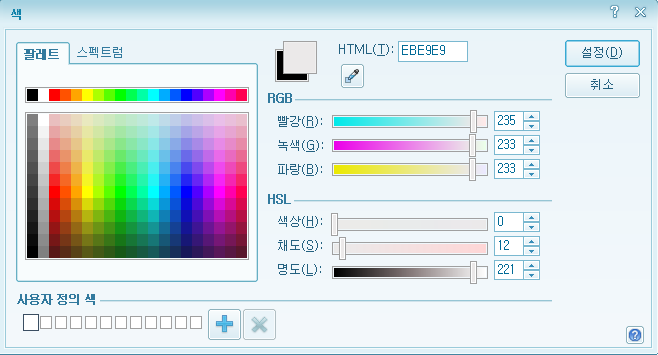 색
팔레트 스펙트럼
HTML(T): EBE9E9
설정(D)
취소
RGB
빨강(R): 235
녹색(G): 233
파랑(B): 233
HSL
색상(H): 0
채도(S): 12
명도(L): 221
사용자 정의 색